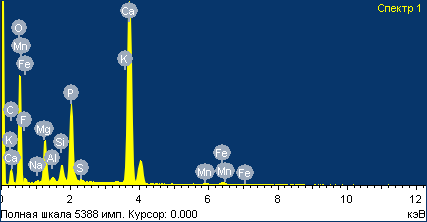 Спектр 1
Ca
O
Mn
K
Fe
P
C
F
Mg
K
Si
Ca
Al
Na
S
Fe
Mn
Mn
Fe
0 2 4 6 8 10 12
Полная шкала 5388 имп. Курсор: 0.000 кэВ